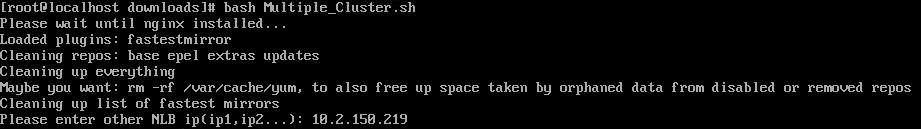 [root@localhost downloads]# bash Multiple_Cluster.sh
Please wait until nginx installed...
Loaded plugins: fastestmirror
Cleaning repos: base epel extras updates
Cleaning up everything
Maybe you want: rm -rf /var/cache/yum, to also free up space taken by orphaned data from disabled or removed repos
Cleaning up list of fastest mirrors
Please enter other NLB ip(ip1,ip2...): 10.2.150.219